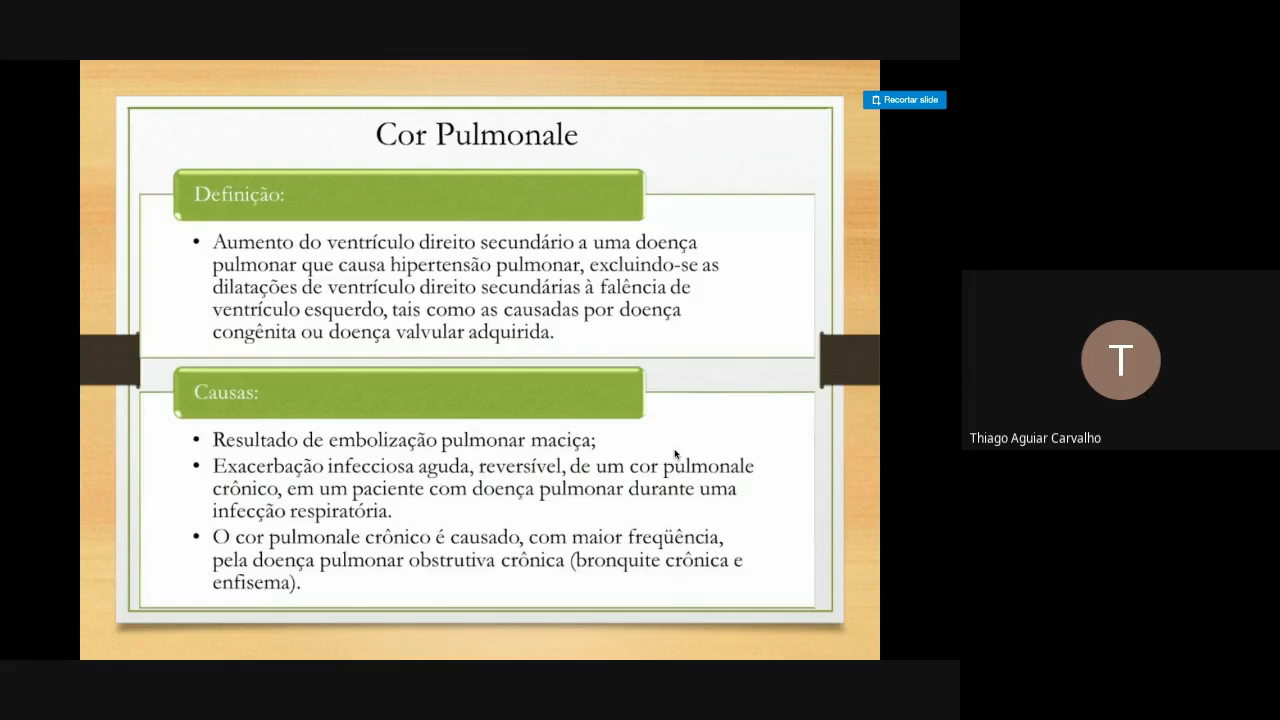 Recortar slide
Cor Pulmonale
Definição:
• Aumento do ventrículo direito secundário a uma doença
pulmonar que causa hipertensão pulmonar, excluindo-se as
dilatações de ventrículo direito secundárias à falência de
ventrículo esquerdo, tais como as causadas por doença
congênita ou doença valvular adquirida.
Causas:
• Resultado de embolização pulmonar maciça;
• Exacerbação infecciosa aguda, reversível, de um cor pulmonale
crônico, em um paciente com doença pulmonar durante uma
infecção respiratória.
• O cor pulmonale crônico é causado, com maior freqüência,
pela doença pulmonar obstrutiva crônica (bronquite crônica e
enfisema).
T
Thiago Aguiar Carvalho